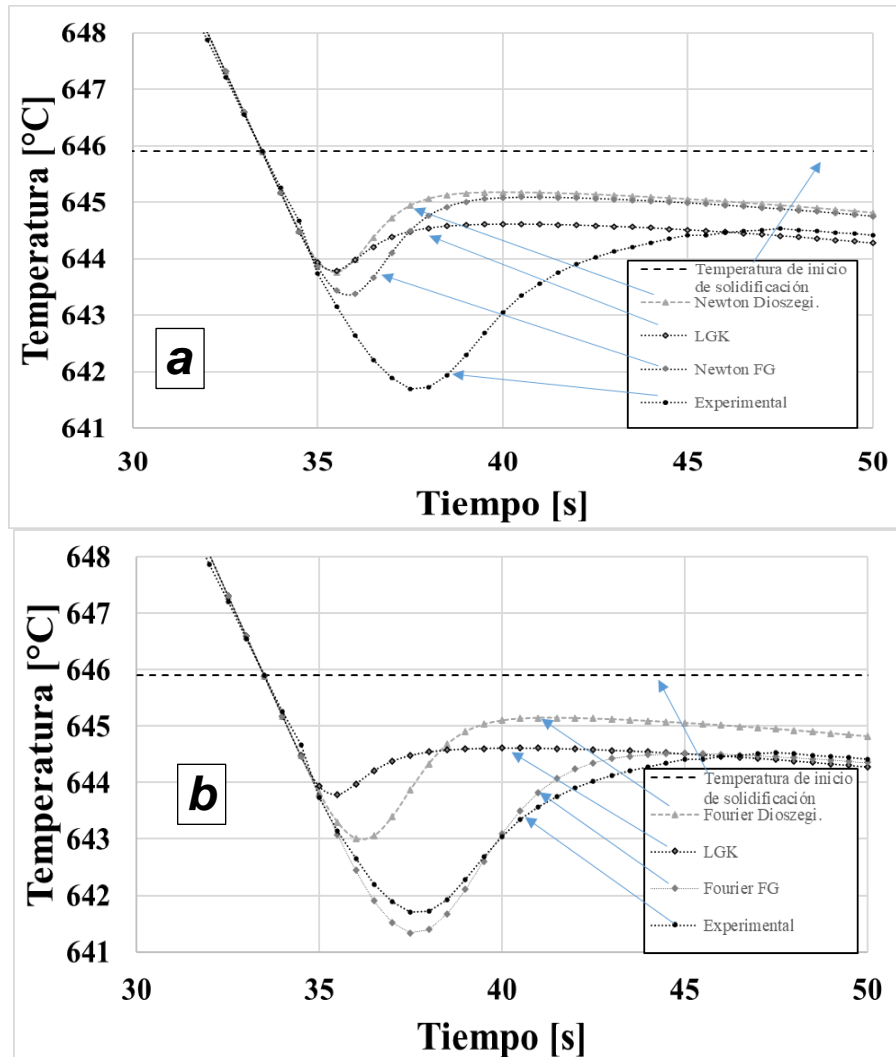 648
647
646
645
644
643
642
641
Temperatura [°C]
a
Temperatura de inicio
de solidificación
Newton Dioszegi.
LGK
Newton FG
Experimental
30
35
40
45
50
Tiempo [s]
648
647
646
645
644
643
642
641
Temperatura [°C]
b
Temperatura de inicio
de solidificación
Fourier Dioszegi.
LGK
Fourier FG
Experimental
30
35
40
45
50
Tiempo [s]